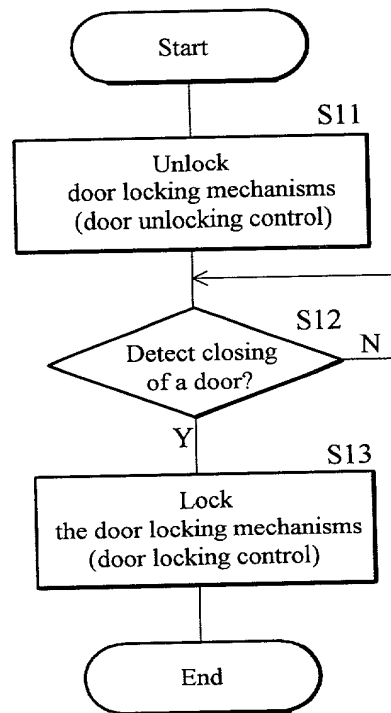 Start
S11
Unlock
door locking mechanisms
(door unlocking control)
S12
Detect closing
of a door?
N
Y
S13
Lock
the door locking mechanisms
(door locking control)
End